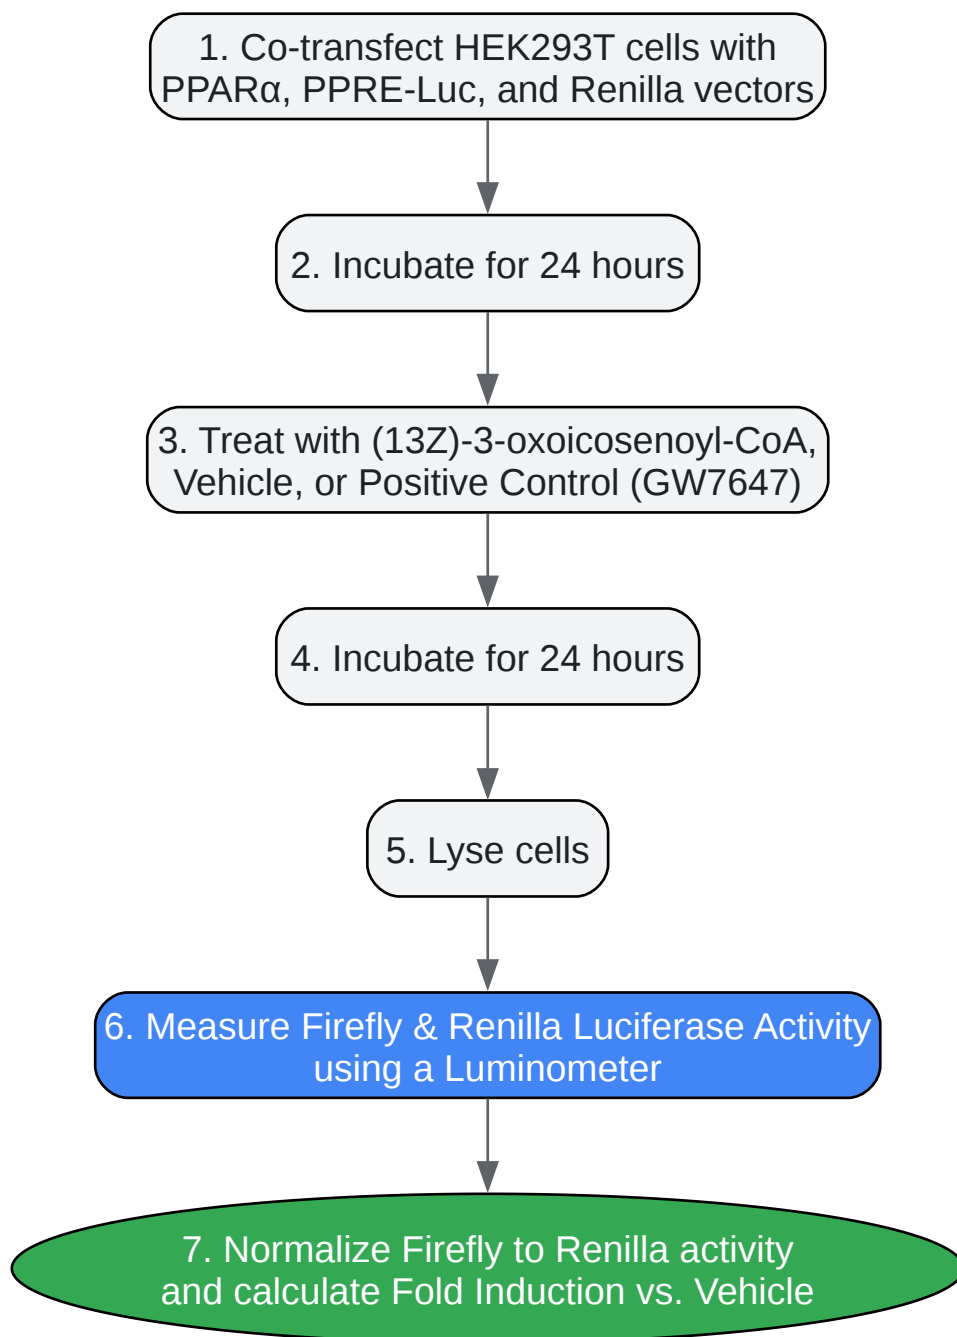 1. Co-transfect HEK293T cells with
PPARα, PPRE-Luc, and Renilla vectors
2. Incubate for 24 hours
3. Treat with (13Z)-3-oxoicosenoyl-CoA,
Vehicle, or Positive Control (GW7647)
4. Incubate for 24 hours
5. Lyse cells
6. Measure Firefly & Renilla Luciferase Activity
using a Luminometer
7. Normalize Firefly to Renilla activity
and calculate Fold Induction vs. Vehicle